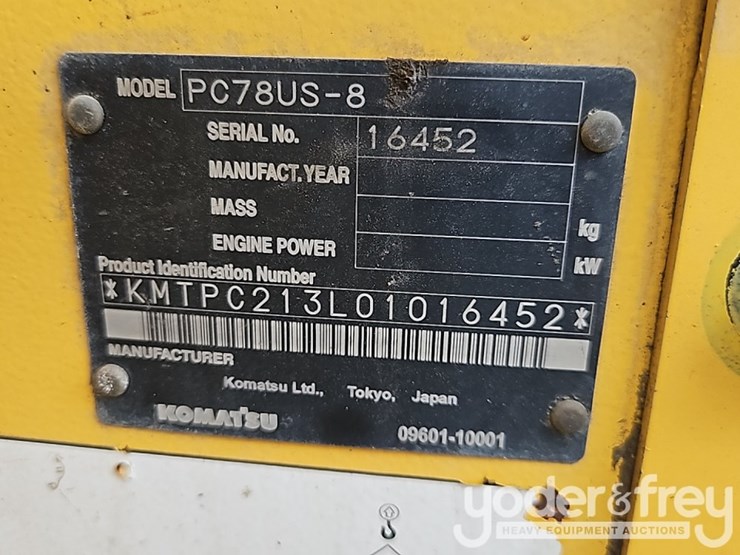 MODEL PC78US-8
SERIAL No. 16452
MANUFACT. YEAR
MASS kg
ENGINE POWER kW
Product Identification Number
*KMTPC213L01016452*
MANUFACTURER
Komatsu Ltd., Tokyo, Japan
KOMATSU 09601-10001
yoder&frey
HEAVY EQUIPMENT AUCTIONS